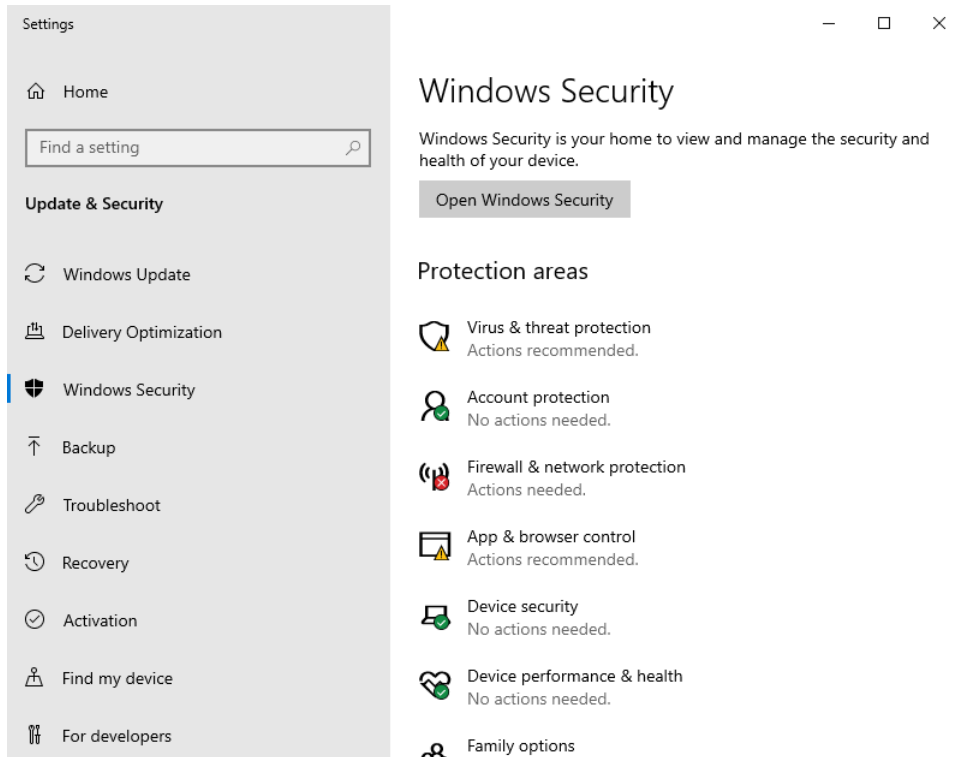 Settings
Home
Find a setting
Update & Security
Windows Update
Delivery Optimization
Windows Security
Backup
Troubleshoot
Recovery
Activation
Find my device
For developers
Windows Security
Windows Security is your home to view and manage the security and
health of your device.
Open Windows Security
Protection areas
Virus & threat protection
Actions recommended.
Account protection
No actions needed.
Firewall & network protection
Actions needed.
App & browser control
Actions recommended.
Device security
No actions needed.
Device performance & health
No actions needed.
Family options